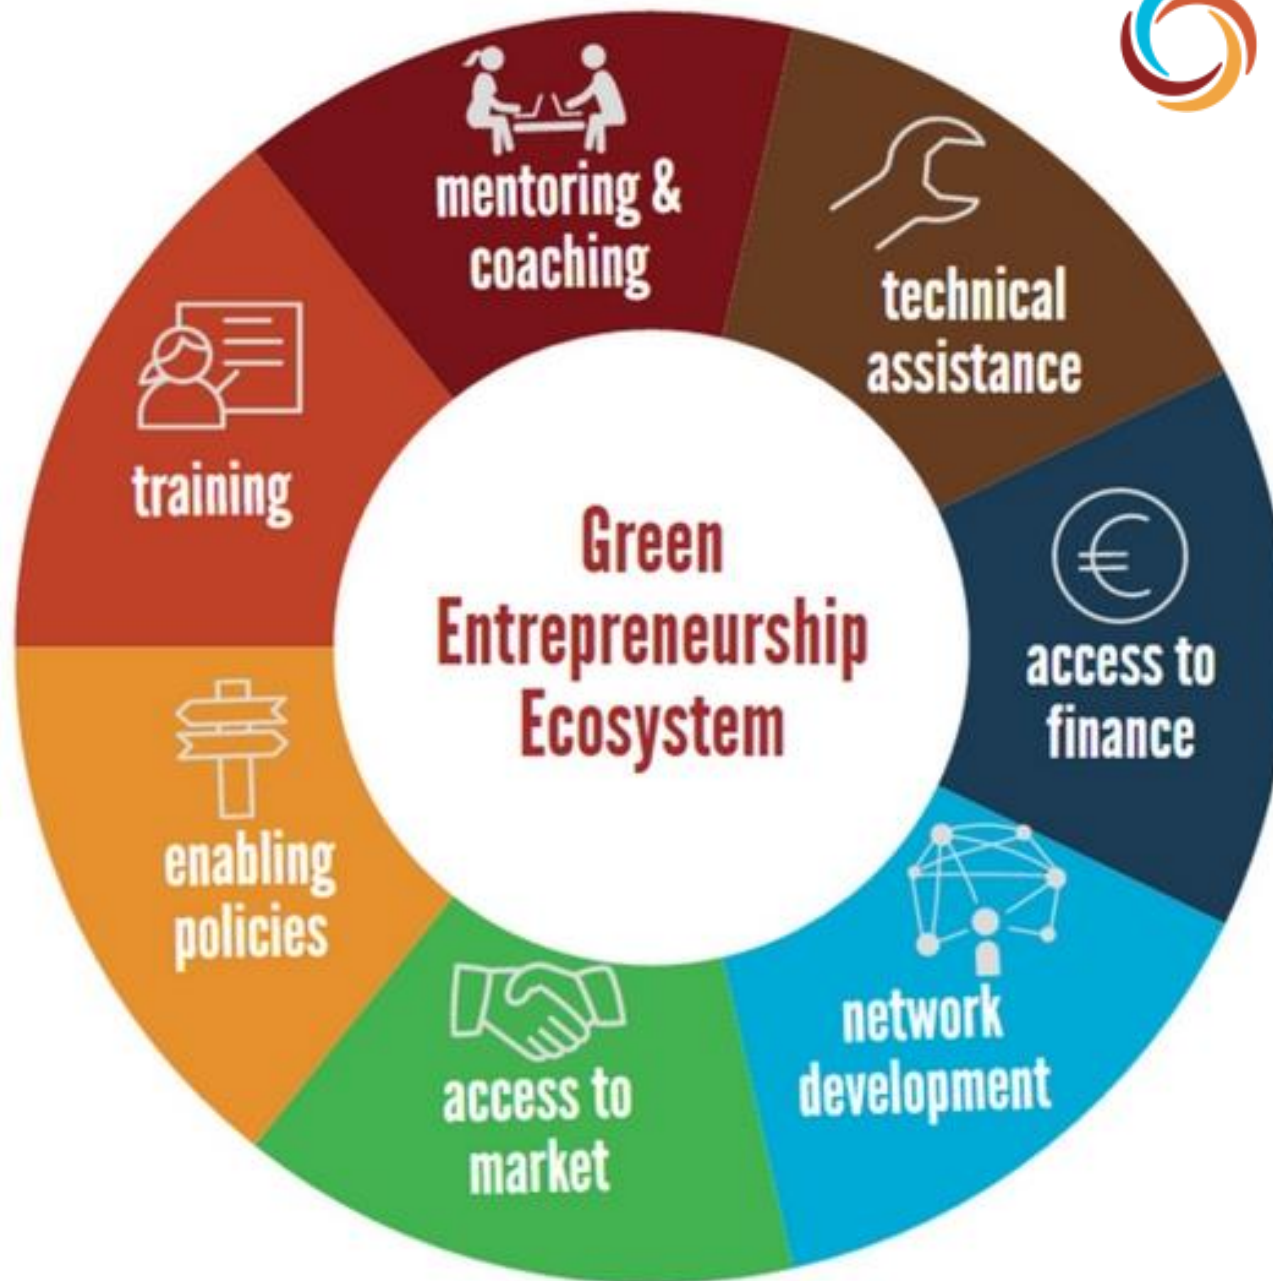 mentoring &
coaching
technical
assistance
access to
finance
network
development
access to
market
enabling
policies
training
Green
Entrepreneurship
Ecosystem